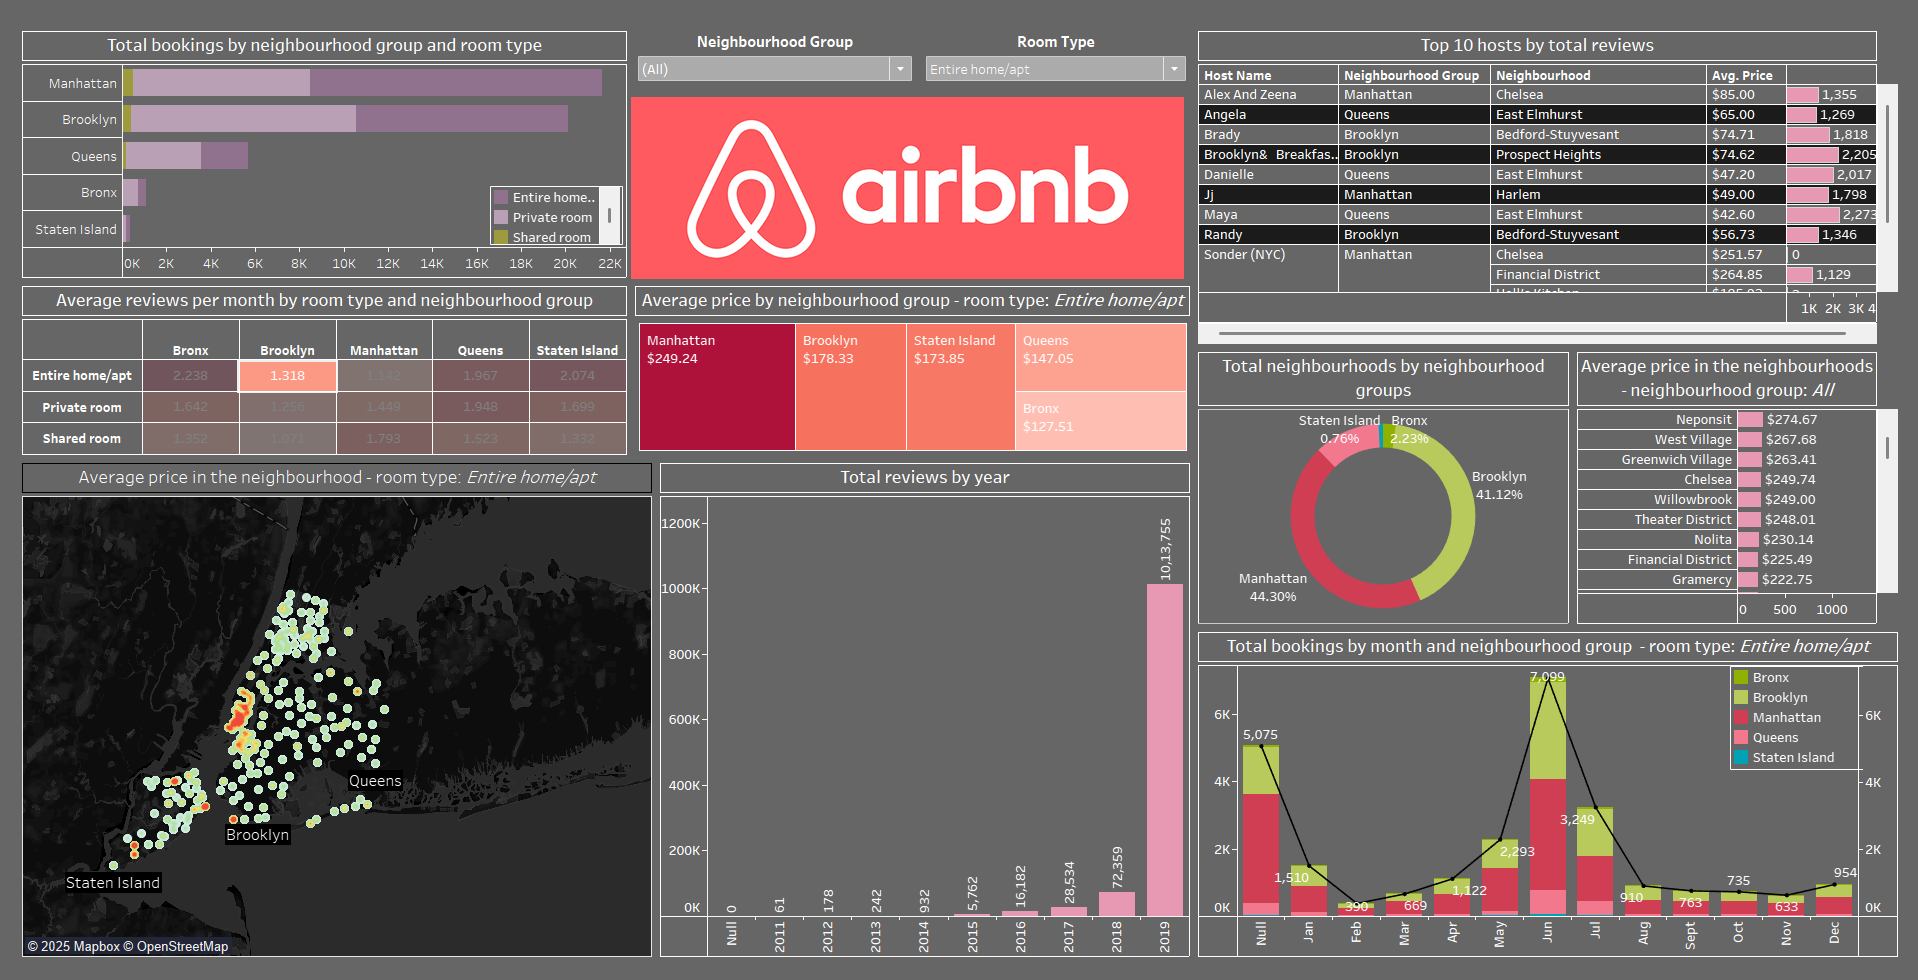 Total bookings by neighbourhood group and room type
Manhattan
Brooklyn
Queens
Bronx
Staten Island
Entire home..
Private room
Shared room
0K 2K 4K 6K 8K 10K 12K 14K 16K 18K 20K 22K
Neighbourhood Group
(All)
Room Type
Entire home/apt
airbnb
Top 10 hosts by total reviews
Host Name Neighbourhood Group Neighbourhood Avg. Price
Alex And Zeena Manhattan Chelsea $85.00 1,355
Angela Queens East Elmhurst $65.00 1,269
Brady Brooklyn Bedford-Stuyvesant $74.71 1,818
Brooklyn& Breakfas.. Brooklyn Prospect Heights $74.62 2,205
Danielle Queens East Elmhurst $47.20 2,017
Jj Manhattan Harlem $49.00 1,798
Maya Queens East Elmhurst $42.60 2,273
Randy Brooklyn Bedford-Stuyvesant $56.73 1,346
Sonder (NYC) Manhattan Chelsea $251.57 0
Financial District $264.85 1,129
1K 2K 3K 4
Average reviews per month by room type and neighbourhood group
Bronx Brooklyn Manhattan Queens Staten Island
Entire home/apt 2.238 1.318 1.967 2.074
Private room 1.642 1.256 1.449 1.948 1.699
Shared room 1.352 1.071 1.793 1.523 1.332
Average price by neighbourhood group - room type: Entire home/apt
Manhattan
$249.24
Brooklyn
$178.33
Staten Island
$173.85
Queens
$147.05
Bronx
$127.51
Total neighbourhoods by neighbourhood
groups
Staten Island
0.76%
Bronx
2.23%
Brooklyn
41.12%
Manhattan
44.30%
Average price in the neighbourhoods
- neighbourhood group: All
Neponsit $274.67
West Village $267.68
Greenwich Village $263.41
Chelsea $249.74
Willowbrook $249.00
Theater District $248.01
Nolita $230.14
Financial District $225.49
Gramercy $222.75
0 500 1000
Average price in the neighbourhood - room type: Entire home/apt
Queens
Brooklyn
Staten Island
© 2025 Mapbox © OpenStreetMap
Total reviews by year
1200K
1000K
800K
600K
400K
200K
0K
0 61 178 242 932 5,762 16,182 28,534 72,359 10,13,755
Null 2011 2012 2013 2014 2015 2016 2017 2018 2019
Total bookings by month and neighbourhood group - room type: Entire home/apt
Bronx
Brooklyn
Manhattan
Queens
Staten Island
6K
4K
2K
0K
5,075 1,510 390 669 1,122 2,293 7,099 3,249 910 763 735 633 954
6K
4K
2K
0K
Null Jan Feb Mar Apr May Jun Jul Aug Sept Oct Nov Dec